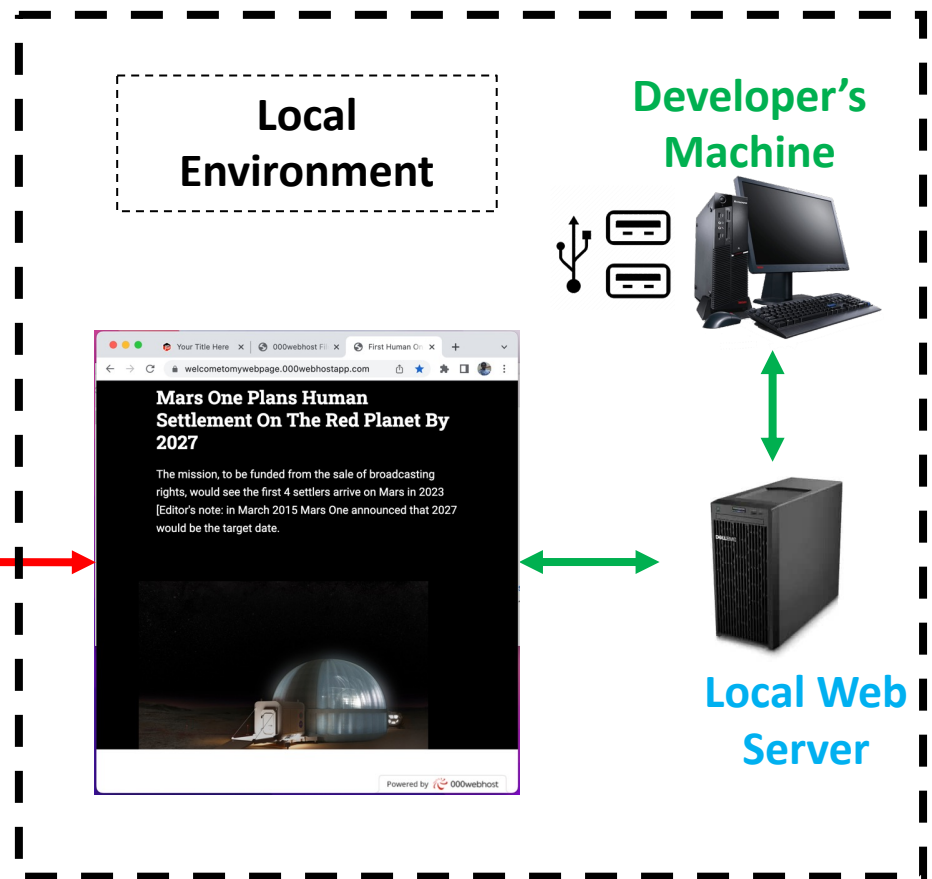 Local
Environment
Developer’s
Machine
Your Title Here
000webhost Fil
First Human On
welcometomywebpage.000webhostapp.com
Mars One Plans Human
Settlement On The Red Planet By
2027
The mission, to be funded from the sale of broadcasting
rights, would see the first 4 settlers arrive on Mars in 2023
[Editor's note: in March 2015 Mars One announced that 2027
would be the target date.
Powered by 000webhost
Local Web
Server